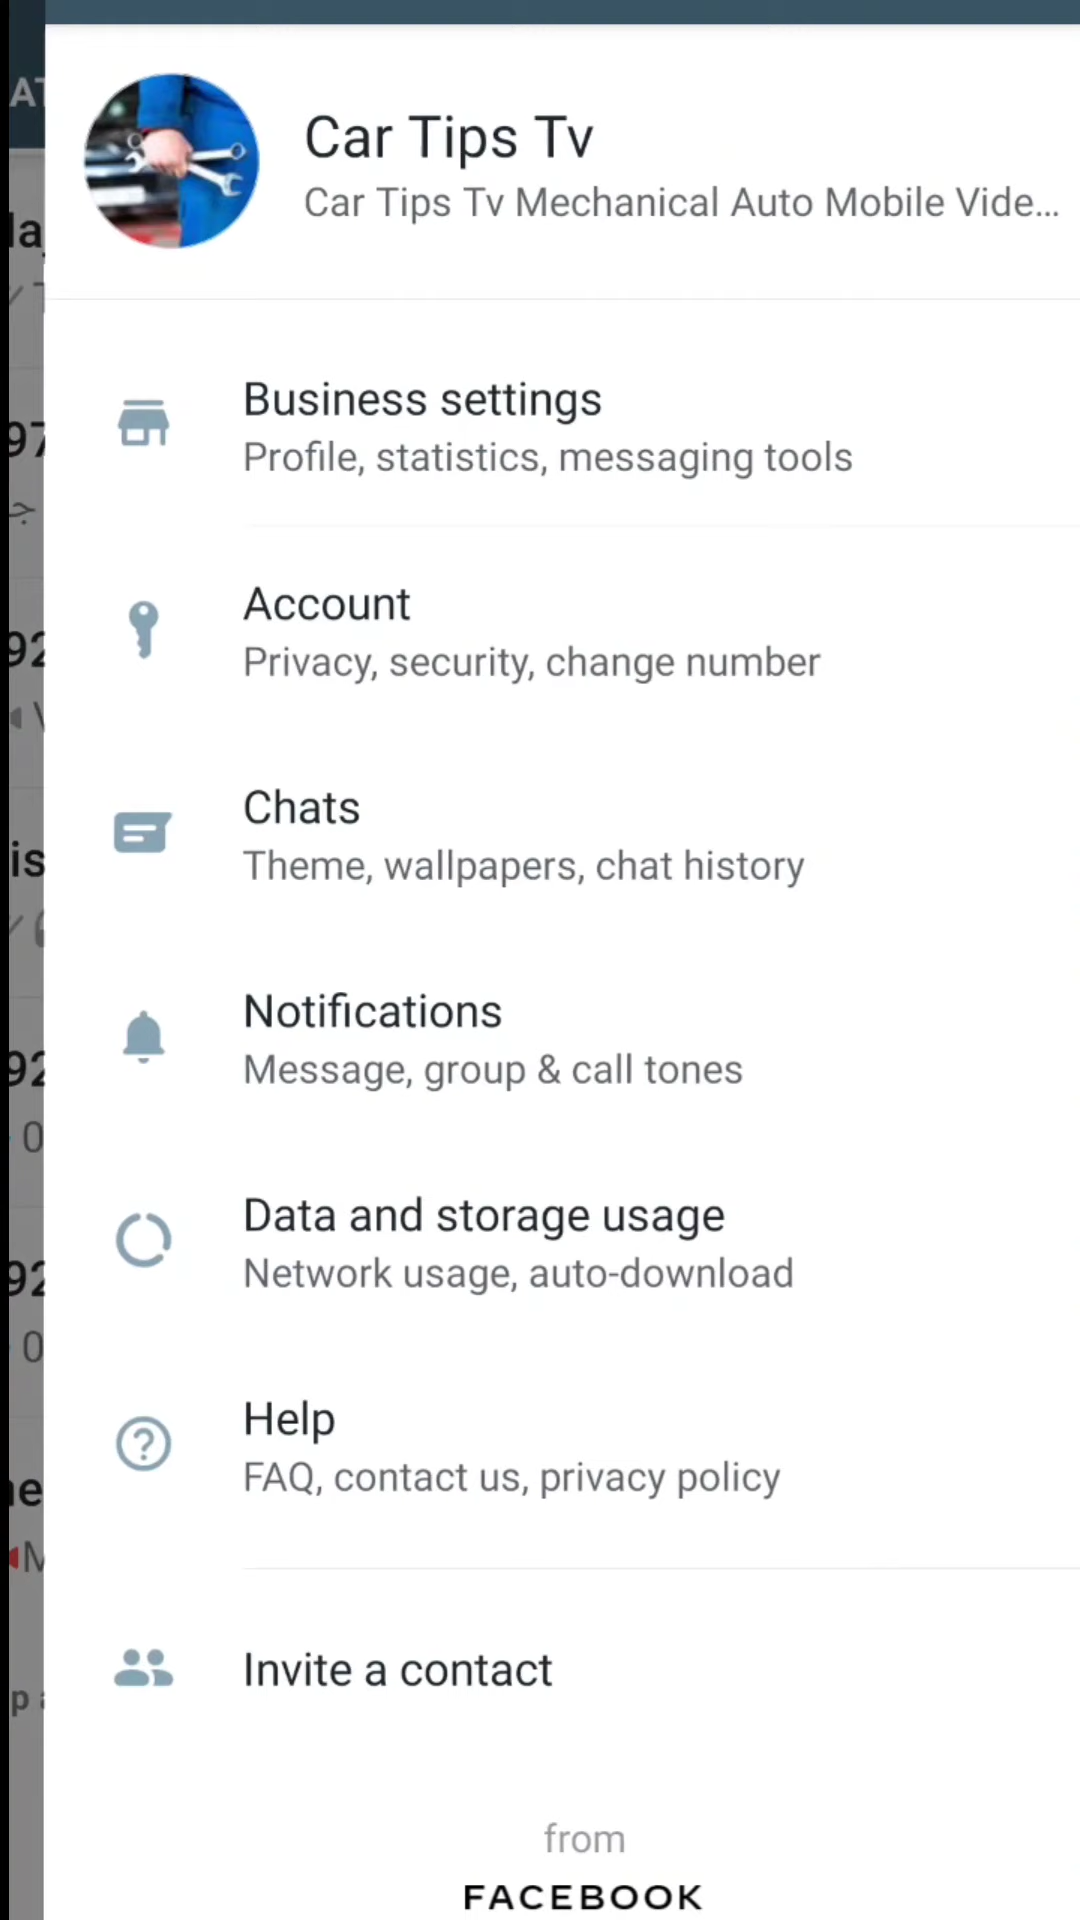 Car Tips Tv
Car Tips Tv Mechanical Auto Mobile Vide...
Business settings
Profile, statistics, messaging tools
Account
Privacy, security, change number
Chats
Theme, wallpapers, chat history
Notifications
Message, group & call tones
Data and storage usage
Network usage, auto-download
Help
FAQ, contact us, privacy policy
Invite a contact
from
FACEBOOK